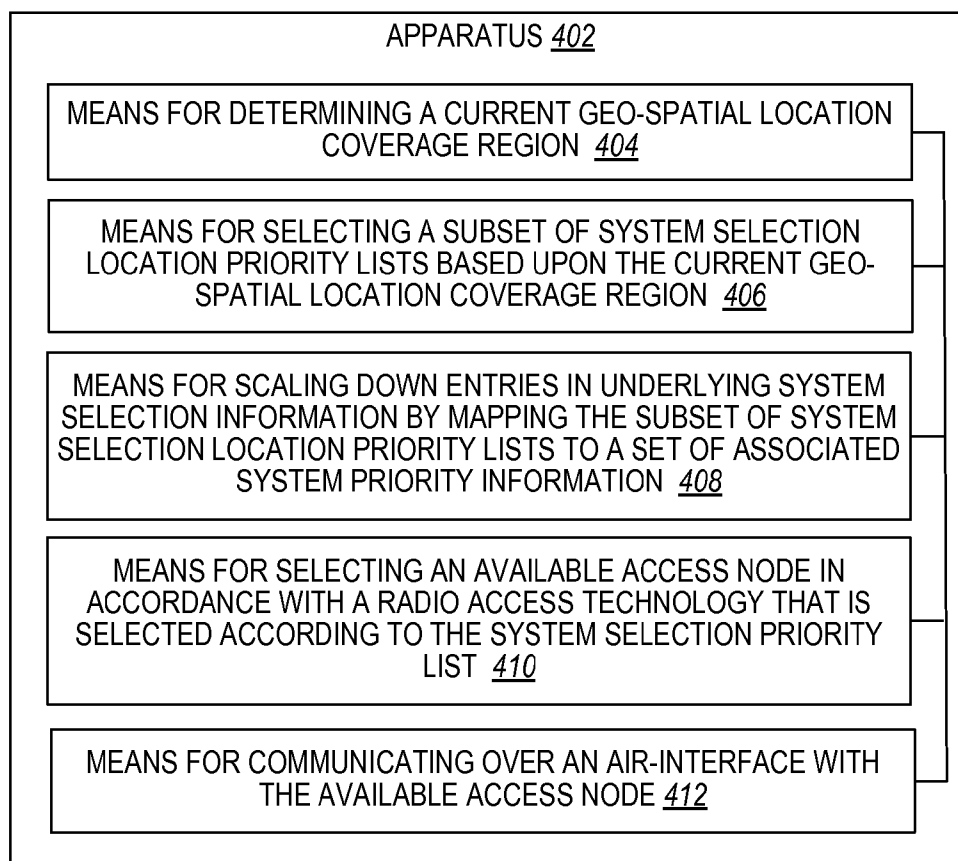 APPARATUS 402
MEANS FOR DETERMINING A CURRENT GEO-SPATIAL LOCATION
COVERAGE REGION 404
MEANS FOR SELECTING A SUBSET OF SYSTEM SELECTION
LOCATION PRIORITY LISTS BASED UPON THE CURRENT GEO-
SPATIAL LOCATION COVERAGE REGION 406
MEANS FOR SCALING DOWN ENTRIES IN UNDERLYING SYSTEM
SELECTION INFORMATION BY MAPPING THE SUBSET OF SYSTEM
SELECTION LOCATION PRIORITY LISTS TO A SET OF ASSOCIATED
SYSTEM PRIORITY INFORMATION 408
MEANS FOR SELECTING AN AVAILABLE ACCESS NODE IN
ACCORDANCE WITH A RADIO ACCESS TECHNOLOGY THAT IS
SELECTED ACCORDING TO THE SYSTEM SELECTION PRIORITY
LIST 410
MEANS FOR COMMUNICATING OVER AN AIR-INTERFACE WITH
THE AVAILABLE ACCESS NODE 412